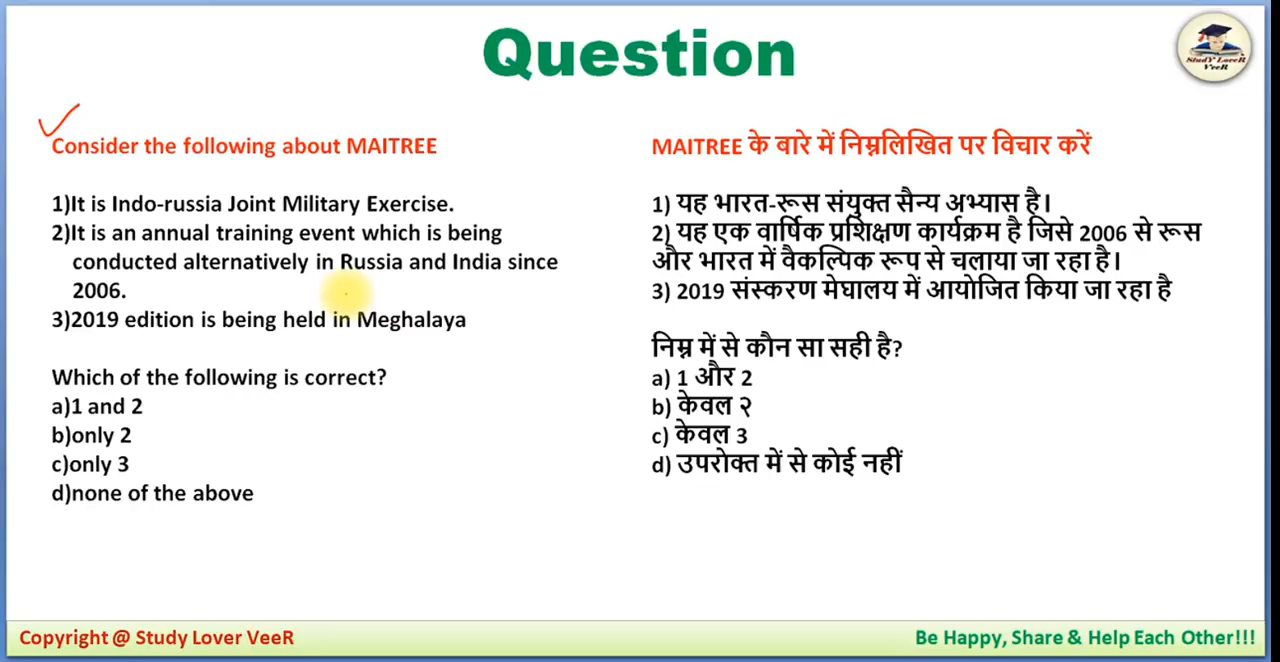 Question
StudY LoveR
VeeR
Consider the following about MAITREE
1)It is Indo-russia Joint Military Exercise.
2)It is an annual training event which is being
conducted alternatively in Russia and India since
2006.
3)2019 edition is being held in Meghalaya
Which of the following is correct?
a)1 and 2
b)only 2
c)only 3
d)none of the above
MAITREE के बारे में निम्नलिखित पर विचार करें
1) यह भारत-रूस संयुक्त सैन्य अभ्यास है।
2) यह एक वार्षिक प्रशिक्षण कार्यक्रम है जिसे 2006 से रूस
और भारत में वैकल्पिक रूप से चलाया जा रहा है।
3) 2019 संस्करण मेघालय में आयोजित किया जा रहा है
निम्न में से कौन सा सही है?
a) 1 और 2
b) केवल २
c) केवल 3
d) उपरोक्त में से कोई नहीं
Copyright @ Study Lover VeeR
Be Happy, Share & Help Each Other!!!